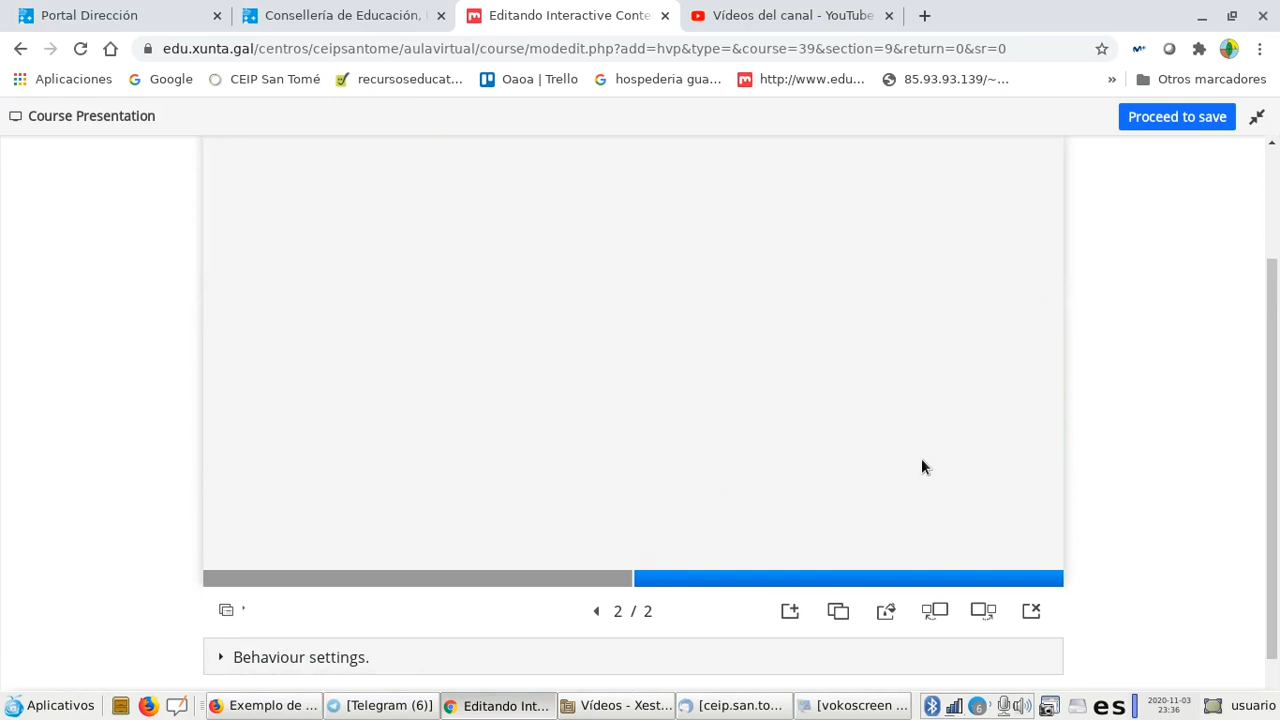 Portal Dirección
Consellería de Educación,
Editando Interactive Conte
Vídeos del canal - YouTube
edu.xunta.gal/centros/ceipsantome/aulavirtual/course/modedit.php?add=hvp&type=&course=39&section=9&return=0&sr=0
Aplicaciones
Google
CEIP San Tomé
recursoseducat...
Oaoa | Trello
hospederia gua...
http://www.edu...
85.93.93.139/~...
»
Otros marcadores
Course Presentation
Proceed to save
2 / 2
Behaviour settings.
Aplicativos
Exemplo de ...
[Telegram (6)]
Editando Int...
Vídeos - Xest...
[ceip.san.to...
[vokoscreen ...
6
es
2020-11-03
23:36
usuario